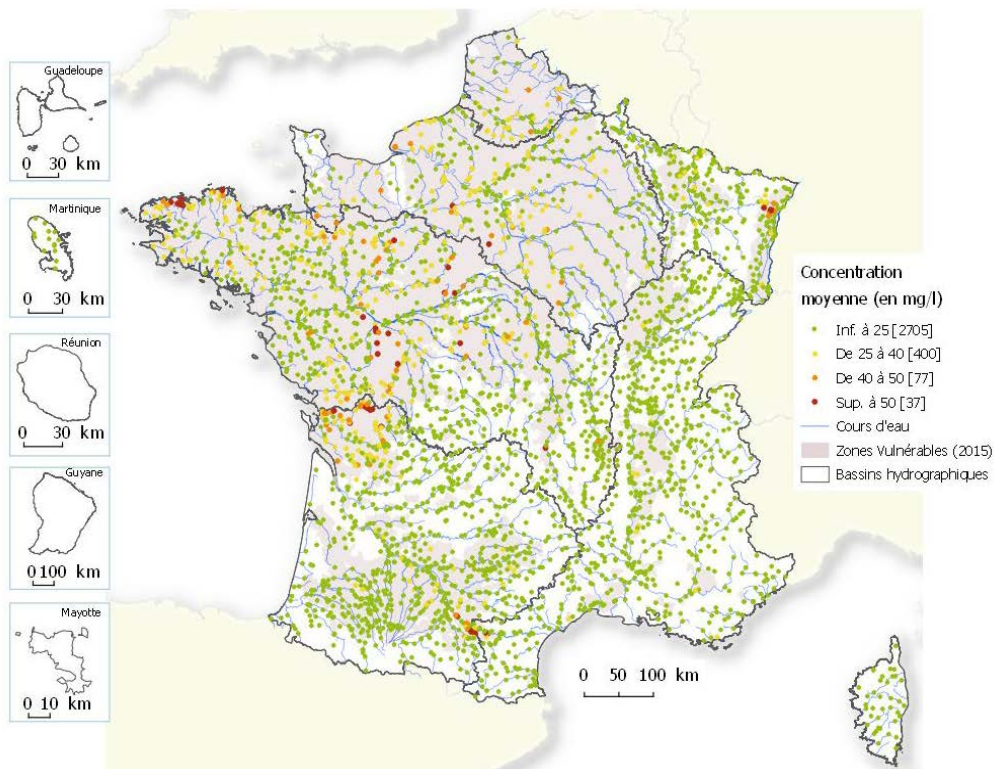 Guadeloupe
0 30 km
Martinique
0 30 km
Réunion
0 30 km
Guyane
0 100 km
Mayotte
0 10 km
Concentration
moyenne (en mg/l)
Inf. à 25 [2705]
De 25 à 40 [400]
De 40 à 50 [77]
Sup. à 50 [37]
Cours d'eau
Zones Vulnérables (2015)
Bassins hydrographiques
0 50 100 km